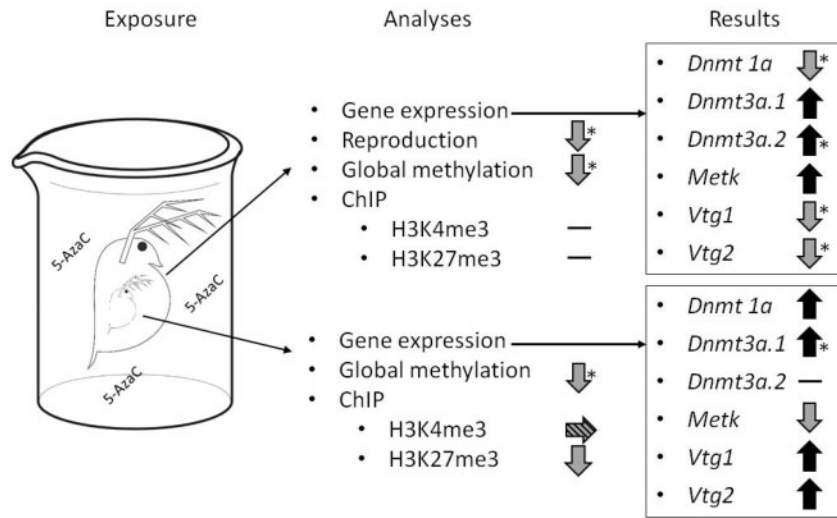 Exposure
Analyses
Results
5-AzaC
5-AzaC
5-AzaC
• Gene expression
• Reproduction *
• Global methylation *
• ChIP
• H3K4me3 —
• H3K27me3 —
• Dnmt 1a *
• Dnmt3a.1
• Dnmt3a.2 *
• Metk
• Vtg1 *
• Vtg2 *
• Gene expression
• Global methylation *
• ChIP
• H3K4me3
• H3K27me3
• Dnmt 1a
• Dnmt3a.1 *
• Dnmt3a.2 —
• Metk
• Vtg1
• Vtg2